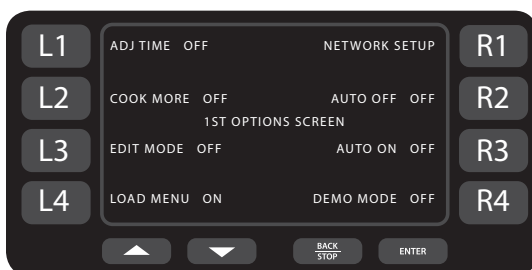 L1 ADJ TIME OFF NETWORK SETUP R1
L2 COOK MORE OFF AUTO OFF OFF R2
1ST OPTIONS SCREEN
L3 EDIT MODE OFF AUTO ON OFF R3
L4 LOAD MENU ON DEMO MODE OFF R4
BACK
STOP
ENTER